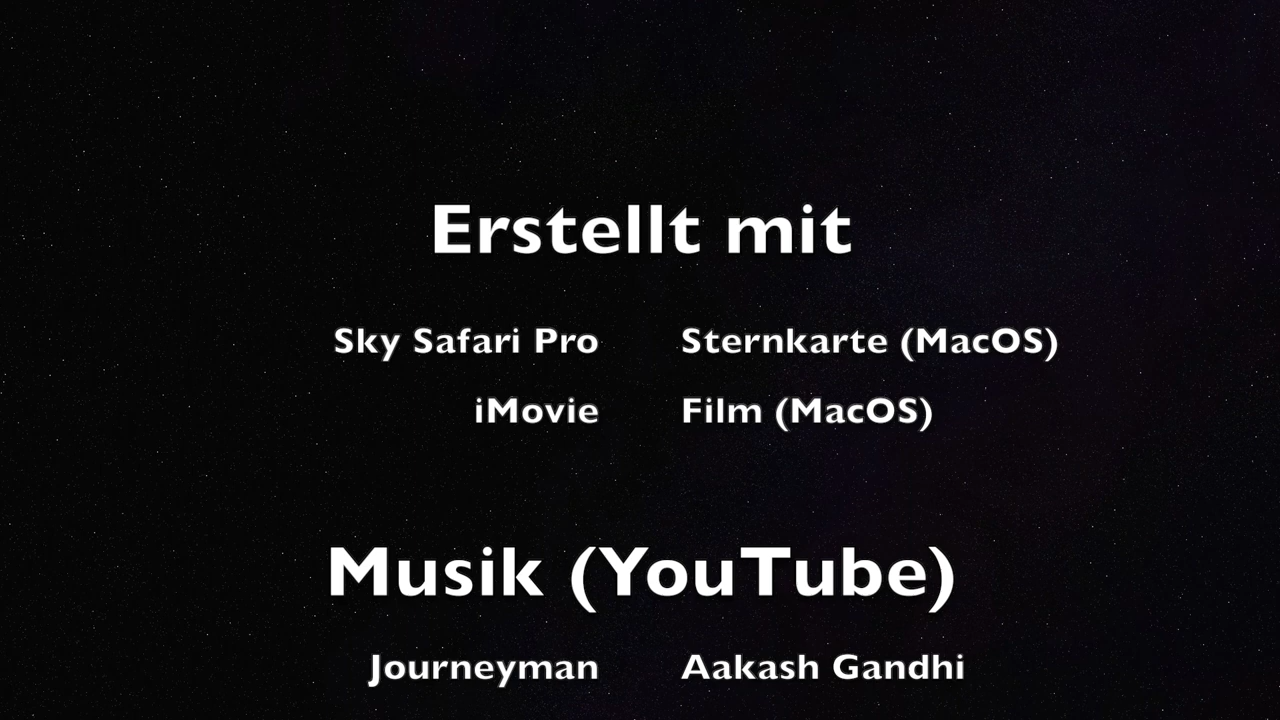 Erstellt mit
Sky Safari Pro Sternkarte (MacOS)
iMovie Film (MacOS)
Musik (YouTube)
Journeyman Aakash Gandhi